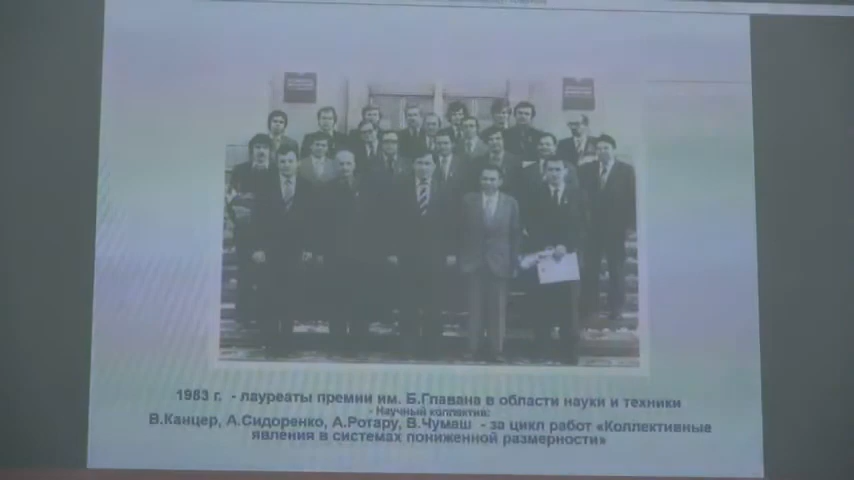 1983 г. - лауреаты премии им. Б.Главана в области науки и техники
- Научный коллектив:
В.Канцер, А.Сидоренко, А.Ротару, В.Чумаш - за цикл работ «Коллективные
явления в системах пониженной размерности»